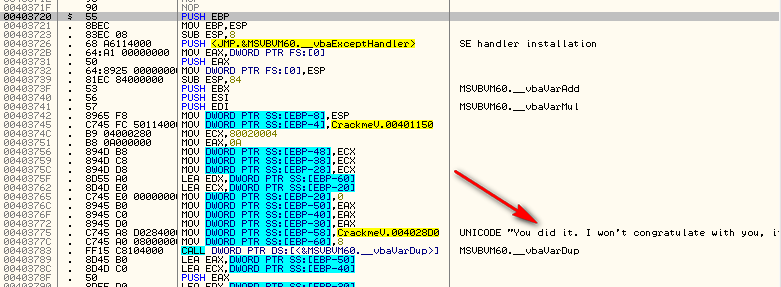 0040371F 90 NOP
00403720 $ 55 PUSH EBP
00403721 . 8BEC MOV EBP,ESP
00403723 . 83EC 08 SUB ESP,8
00403726 . 68 A6114000 PUSH <JMP.&MSVBVM60.__vbaExceptHandler> SE handler installation
0040372B . 64:A1 00000000 MOV EAX,DWORD PTR FS:[0]
00403731 . 50 PUSH EAX
00403732 . 64:8925 00000000 MOV DWORD PTR FS:[0],ESP
00403739 . 81EC 84000000 SUB ESP,84
0040373F . 53 PUSH EBX MSVBVM60.__vbaVarAdd
00403740 . 56 PUSH ESI
00403741 . 57 PUSH EDI MSVBVM60.__vbaVarMul
00403742 . 8965 F8 MOV DWORD PTR SS:[EBP-8],ESP
00403745 . C745 FC 50114000 MOV DWORD PTR SS:[EBP-4],CrackmeV.00401150
0040374C . B9 04000280 MOV ECX,80020004
00403751 . B8 0A000000 MOV EAX,0A
00403756 . 894D B8 MOV DWORD PTR SS:[EBP-48],ECX
00403759 . 894D C8 MOV DWORD PTR SS:[EBP-38],ECX
0040375C . 894D D8 MOV DWORD PTR SS:[EBP-28],ECX
0040375F . 8D55 A0 LEA EDX,DWORD PTR SS:[EBP-60]
00403762 . 8D4D E0 LEA ECX,DWORD PTR SS:[EBP-20]
00403765 . C745 E0 00000000 MOV DWORD PTR SS:[EBP-20],0
0040376C . 8945 B0 MOV DWORD PTR SS:[EBP-50],EAX
0040376F . 8945 C0 MOV DWORD PTR SS:[EBP-40],EAX
00403772 . 8945 D0 MOV DWORD PTR SS:[EBP-30],EAX
00403775 . C745 A8 D0284000 MOV DWORD PTR SS:[EBP-58],CrackmeV.004028D0 UNICODE "You did it. I won't congratulate with you, i
0040377C . C745 A0 08000000 MOV DWORD PTR SS:[EBP-60],8
00403783 . FF15 C8104000 CALL DWORD PTR DS:[<&MSVBVM60.__vbaVarDup>] MSVBVM60.__vbaVarDup
00403789 . 8D45 B0 LEA EAX,DWORD PTR SS:[EBP-50]
0040378C . 8D4D C0 LEA ECX,DWORD PTR SS:[EBP-40]
0040378F . 50 PUSH EAX